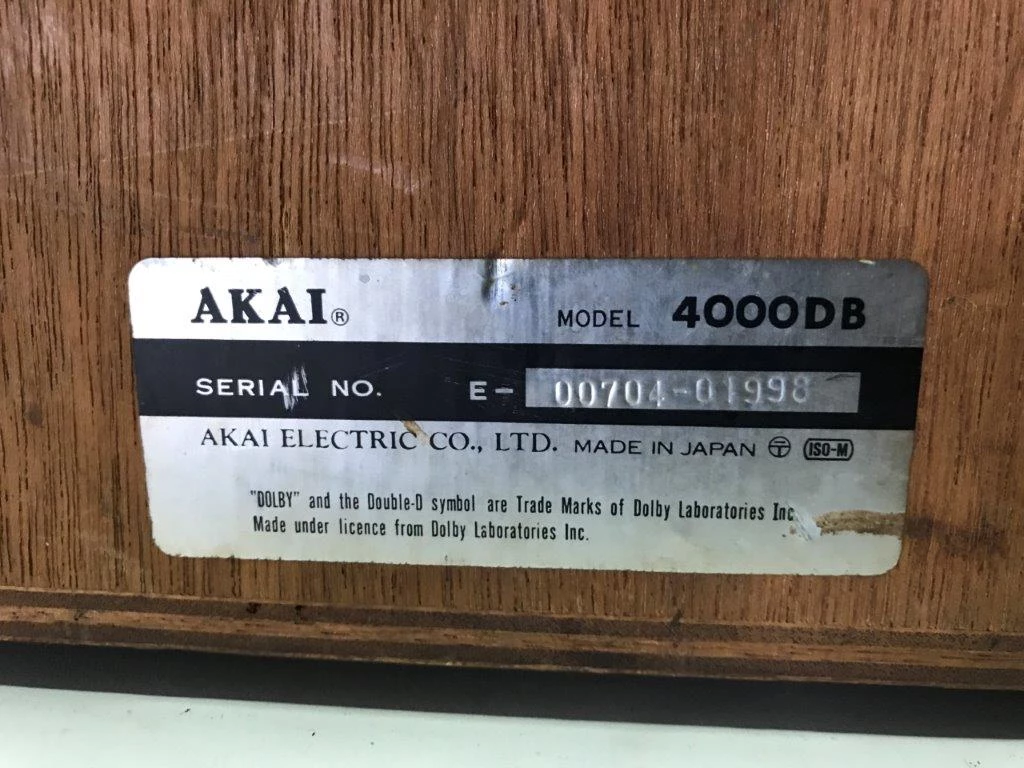 AKAI® MODEL 4000DB
SERIAL NO. E- 00704-01998
AKAI ELECTRIC CO., LTD. MADE IN JAPAN 〒 ISO-M
"DOLBY" and the Double-D symbol are Trade Marks of Dolby Laboratories Inc
Made under licence from Dolby Laboratories Inc.